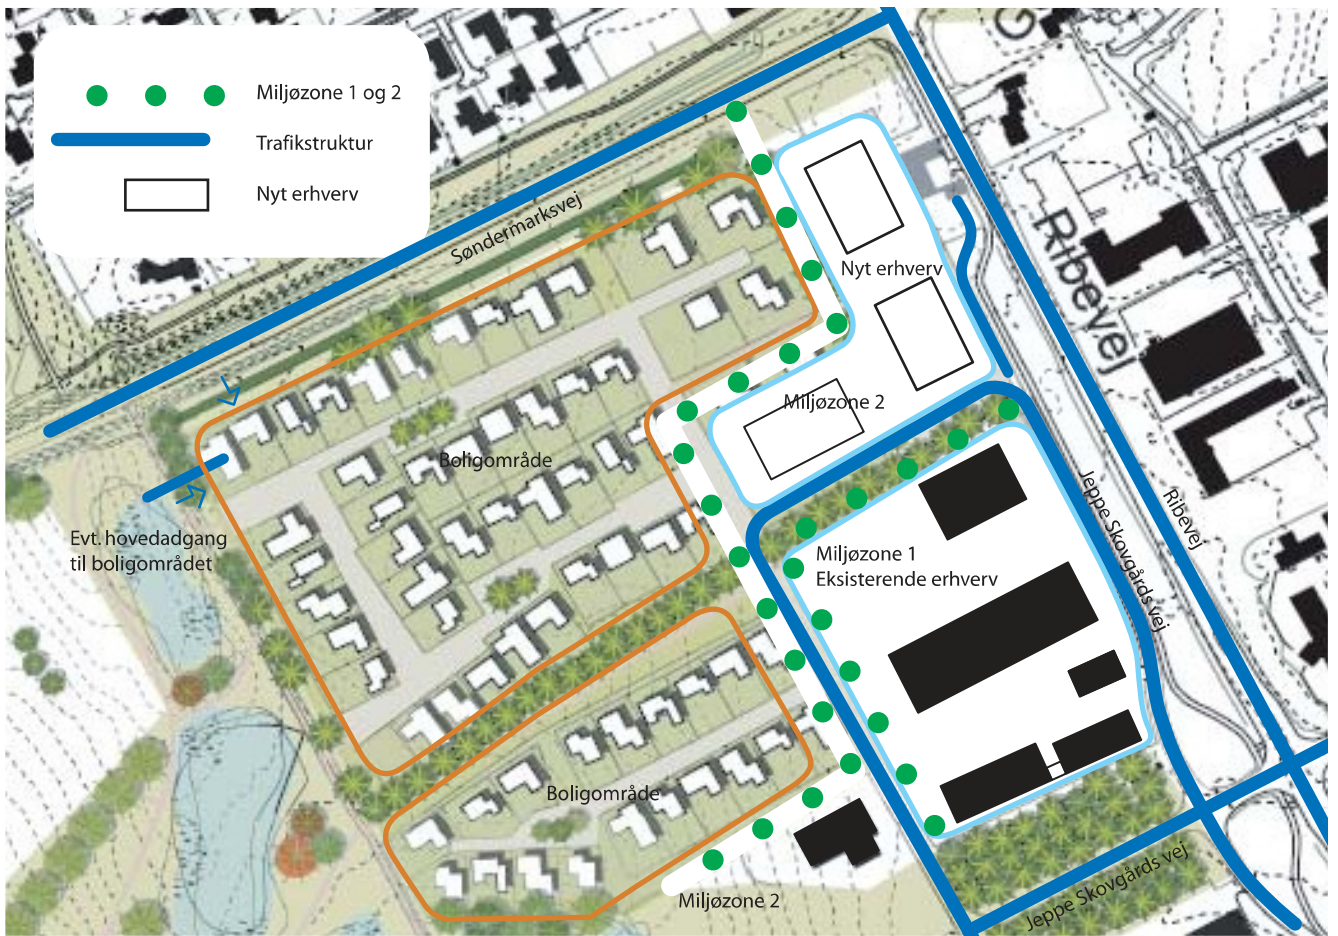 Miljøzone 1 og 2
Trafikstruktur
Nyt erhverv
G
Søndermarksvej
Ribevej
Nyt erhverv
Miljøzone 2
Boligområde
Jeppe Skovgårds vej
Ribevej
Evt. hovedadgang
til boligområdet
Miljøzone 1
Eksisterende erhverv
Boligområde
Miljøzone 2
Jeppe Skovgårds vej